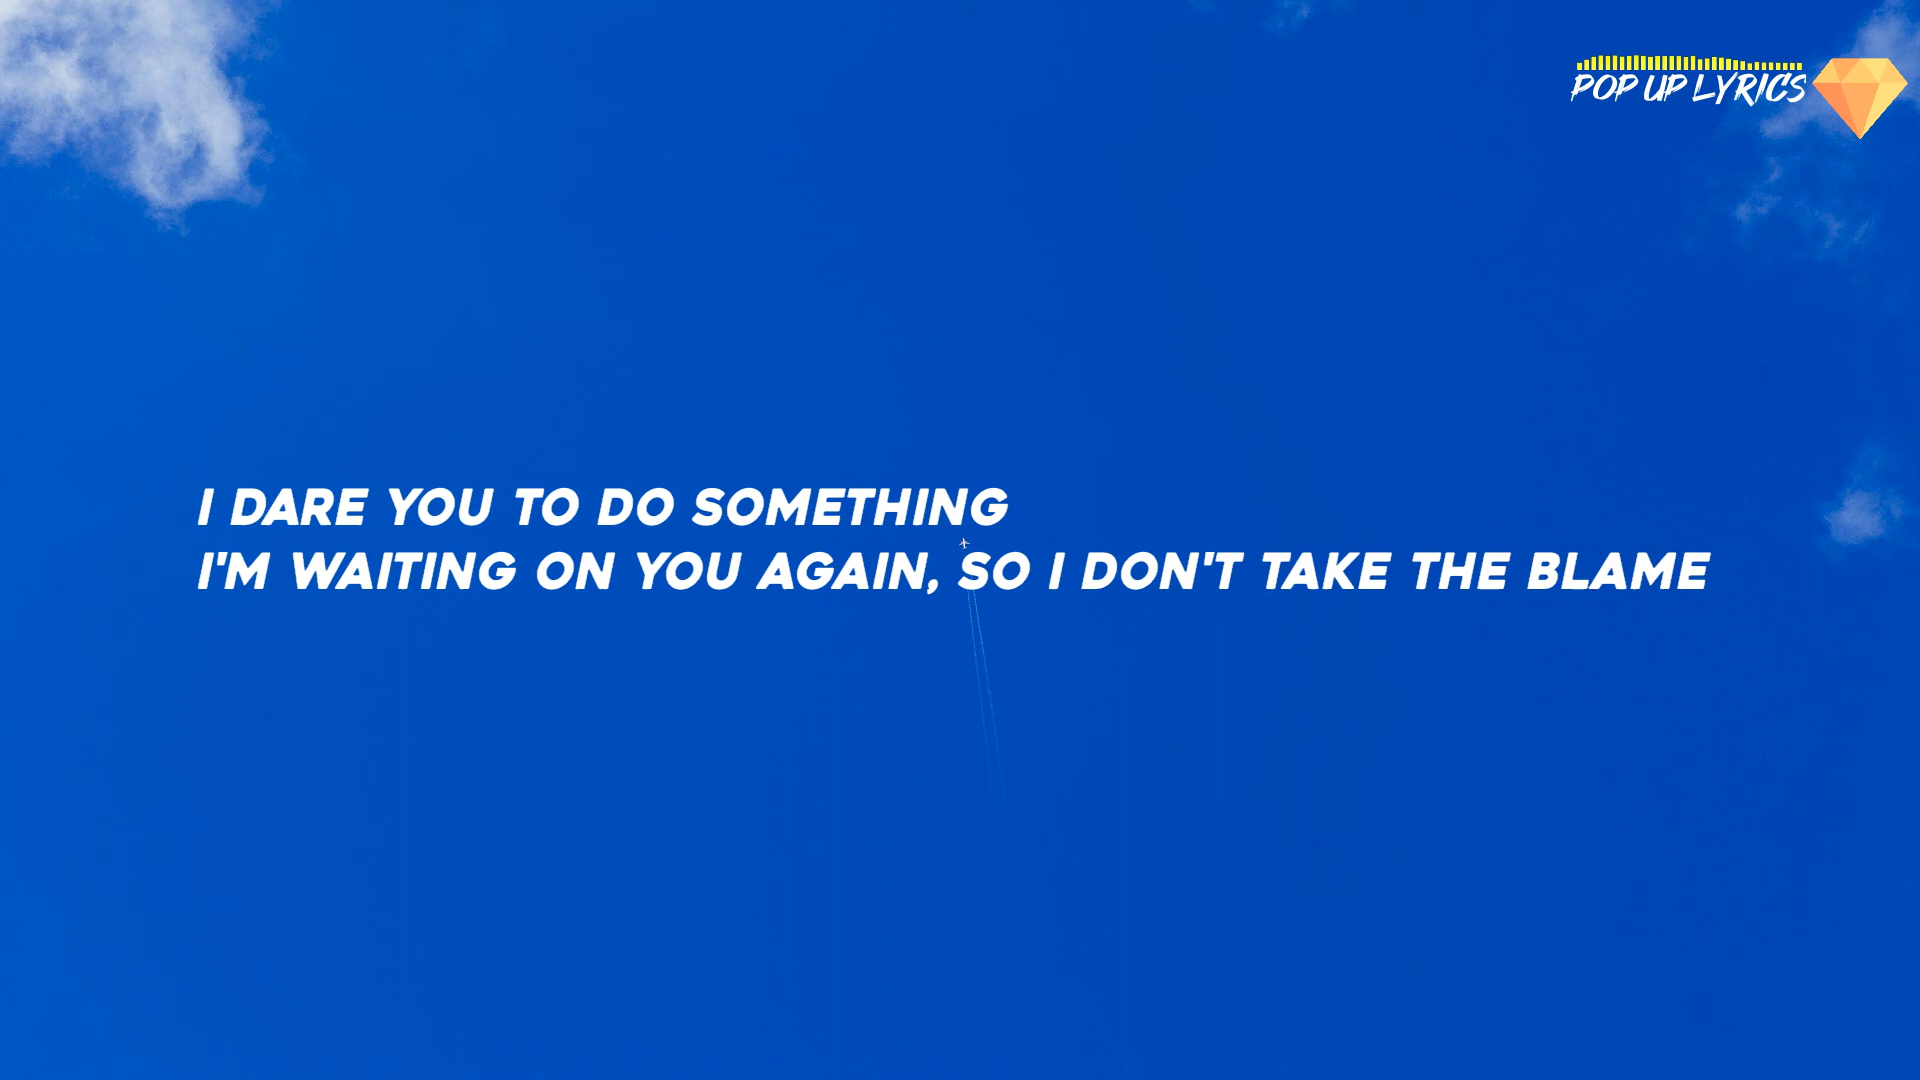 POP UP LYRICS
I DARE YOU TO DO SOMETHING
I'M WAITING ON YOU AGAIN, SO I DON'T TAKE THE BLAME